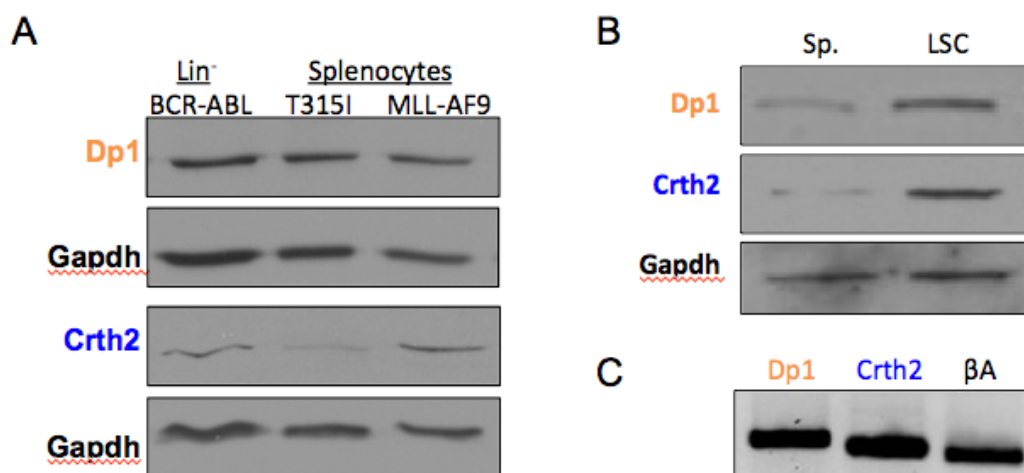 A
Lin- Splenocytes
BCR-ABL T315I MLL-AF9
Dp1
Gapdh
Crth2
Gapdh
B
Sp. LSC
Dp1
Crth2
Gapdh
C
Dp1 Crth2 βA